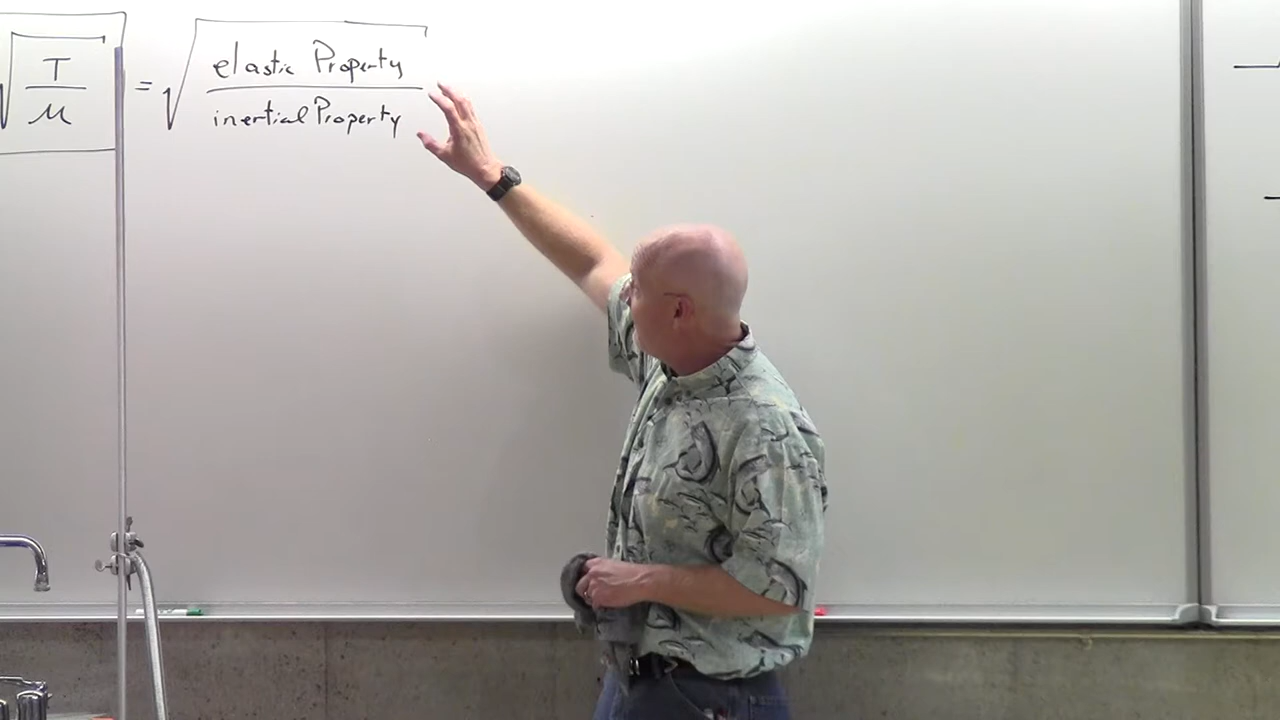 √(T/μ) = √(elastic Property/inertial Property)